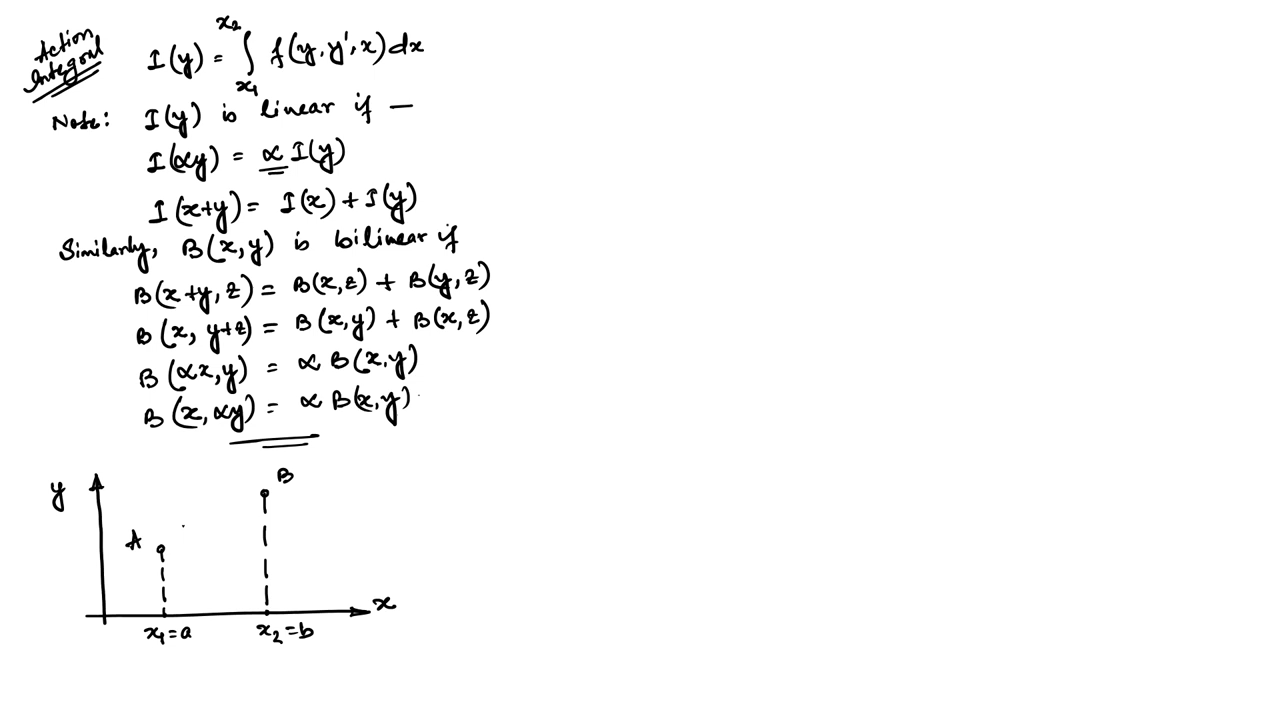 Action Integral
I(y) = ∫_{x₁}^{x₂} f(y, y', x) dx
Note: I(y) is linear if —
I(αy) = α I(y)
I(x+y) = I(x) + I(y)
Similarly, B(x,y) is bilinear if
B(x+y, z) = B(x,z) + B(y,z)
B(x, y+z) = B(x,y) + B(x,z)
B(αx,y) = α B(x,y)
B(x,αy) = α B(x,y)
B
y
A
x
x₁=a x₂=b